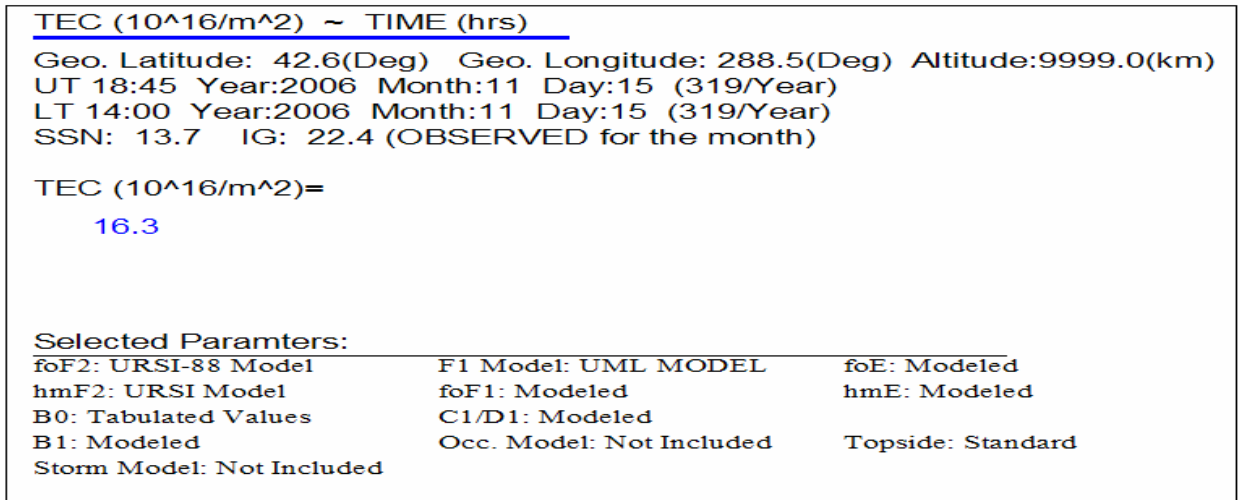 TEC (10^16/m^2) ~ TIME (hrs)
Geo. Latitude: 42.6(Deg) Geo. Longitude: 288.5(Deg) Altitude:9999.0(km)
UT 18:45 Year:2006 Month:11 Day:15 (319/Year)
LT 14:00 Year:2006 Month:11 Day:15 (319/Year)
SSN: 13.7 IG: 22.4 (OBSERVED for the month)
TEC (10^16/m^2)=
16.3
Selected Paramters:
foF2: URSI-88 Model F1 Model: UML MODEL foE: Modeled
hmF2: URSI Model foF1: Modeled hmE: Modeled
B0: Tabulated Values C1/D1: Modeled
B1: Modeled Occ. Model: Not Included Topside: Standard
Storm Model: Not Included